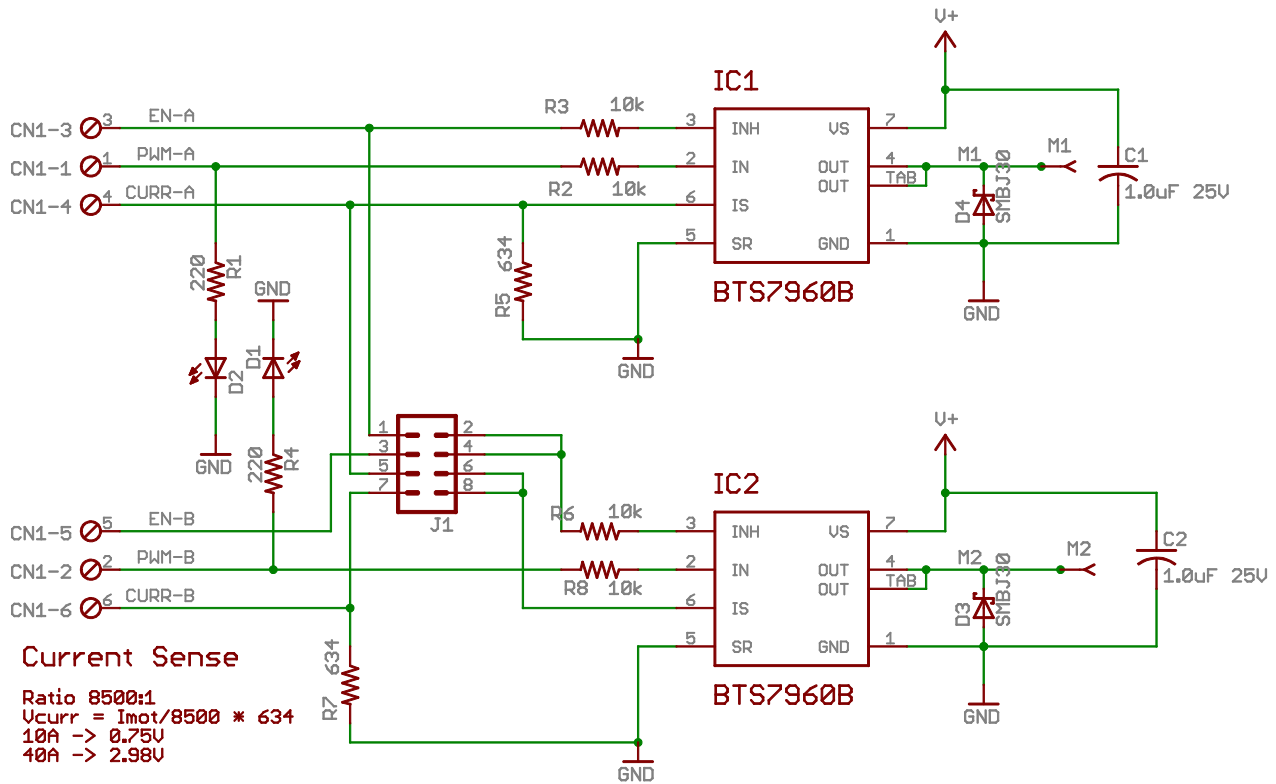 V+
IC1
CN1-3 3 EN-A
R3 10k
3 INH VS 7
CN1-1 1 PWM-A
R2 10k
2 IN OUT 4
M1
M1
OUT TAB
CN1-4 4 CURR-A
6 IS
5 SR GND 1
D4
SMBJ30
C1
1.0uF 25V
634
R5
BTS7960B
GND
GND
220
R1
GND
D2
D1
GND
220
R4
1 2
3 4
5 6
7 8
J1
V+
IC2
CN1-5 5 EN-B
R6 10k
3 INH VS 7
CN1-2 2 PWM-B
R8 10k
2 IN OUT 4
M2
M2
OUT TAB
CN1-6 6 CURR-B
6 IS
5 SR GND 1
D3
SMBJ30
C2
1.0uF 25V
634
R7
BTS7960B
GND
GND
Current Sense
Ratio 8500:1
Vcurr = Imot/8500 * 634
10A -> 0.75V
40A -> 2.98V